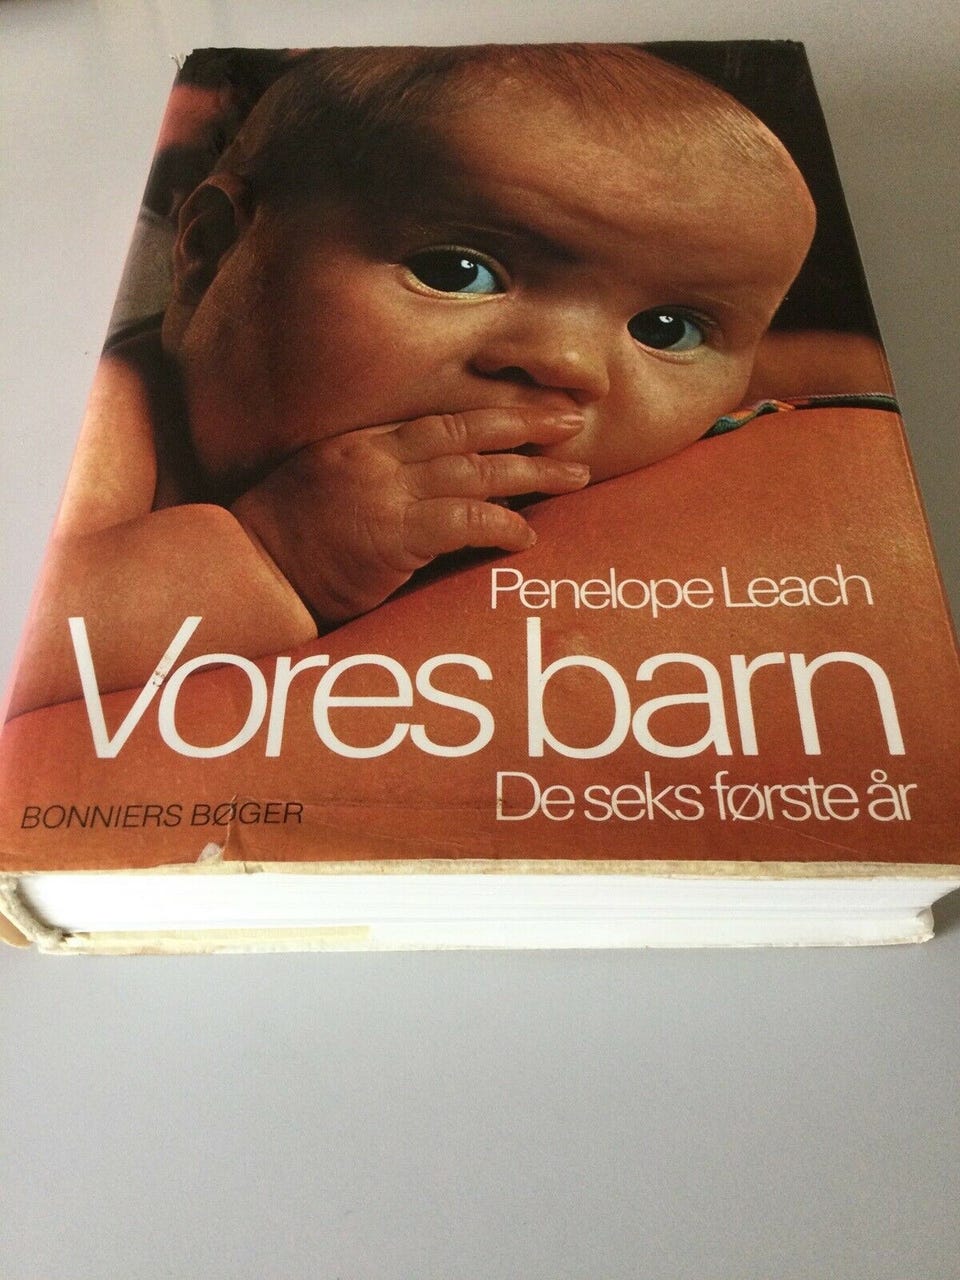 Penelope Leach
Vores barn
De seks første år
BONNIERS BØGER